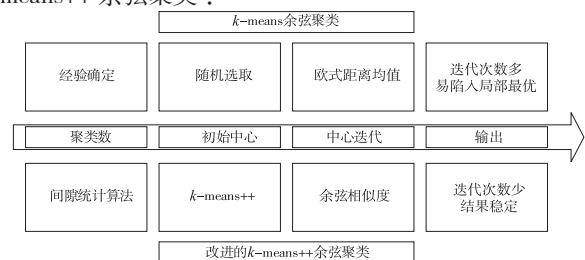 means++ 余弦聚类：
k-means余弦聚类
经验确定
随机选取
欧式距离均值
迭代次数多
易陷入局部最优
聚类数
初始中心
中心迭代
输出
间隙统计算法
k-means++
余弦相似度
迭代次数少
结果稳定
改进的k-means++余弦聚类